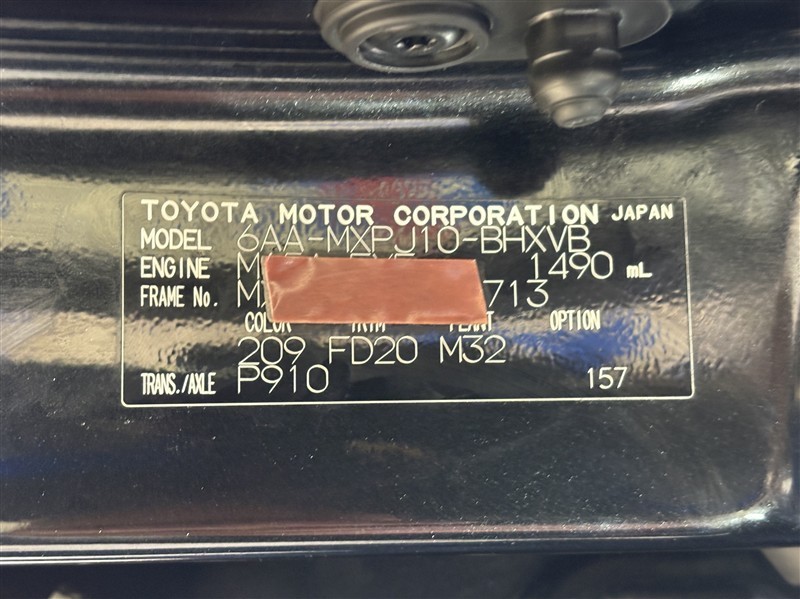 TOYOTA MOTOR CORPORATION JAPAN
MODEL 6AA-MXPJ10-BHXVB
ENGINE 1490 mL
FRAME No. 713
COLOR TRIM PLANT OPTION
209 FD20 M32
TRANS./AXLE P910 157